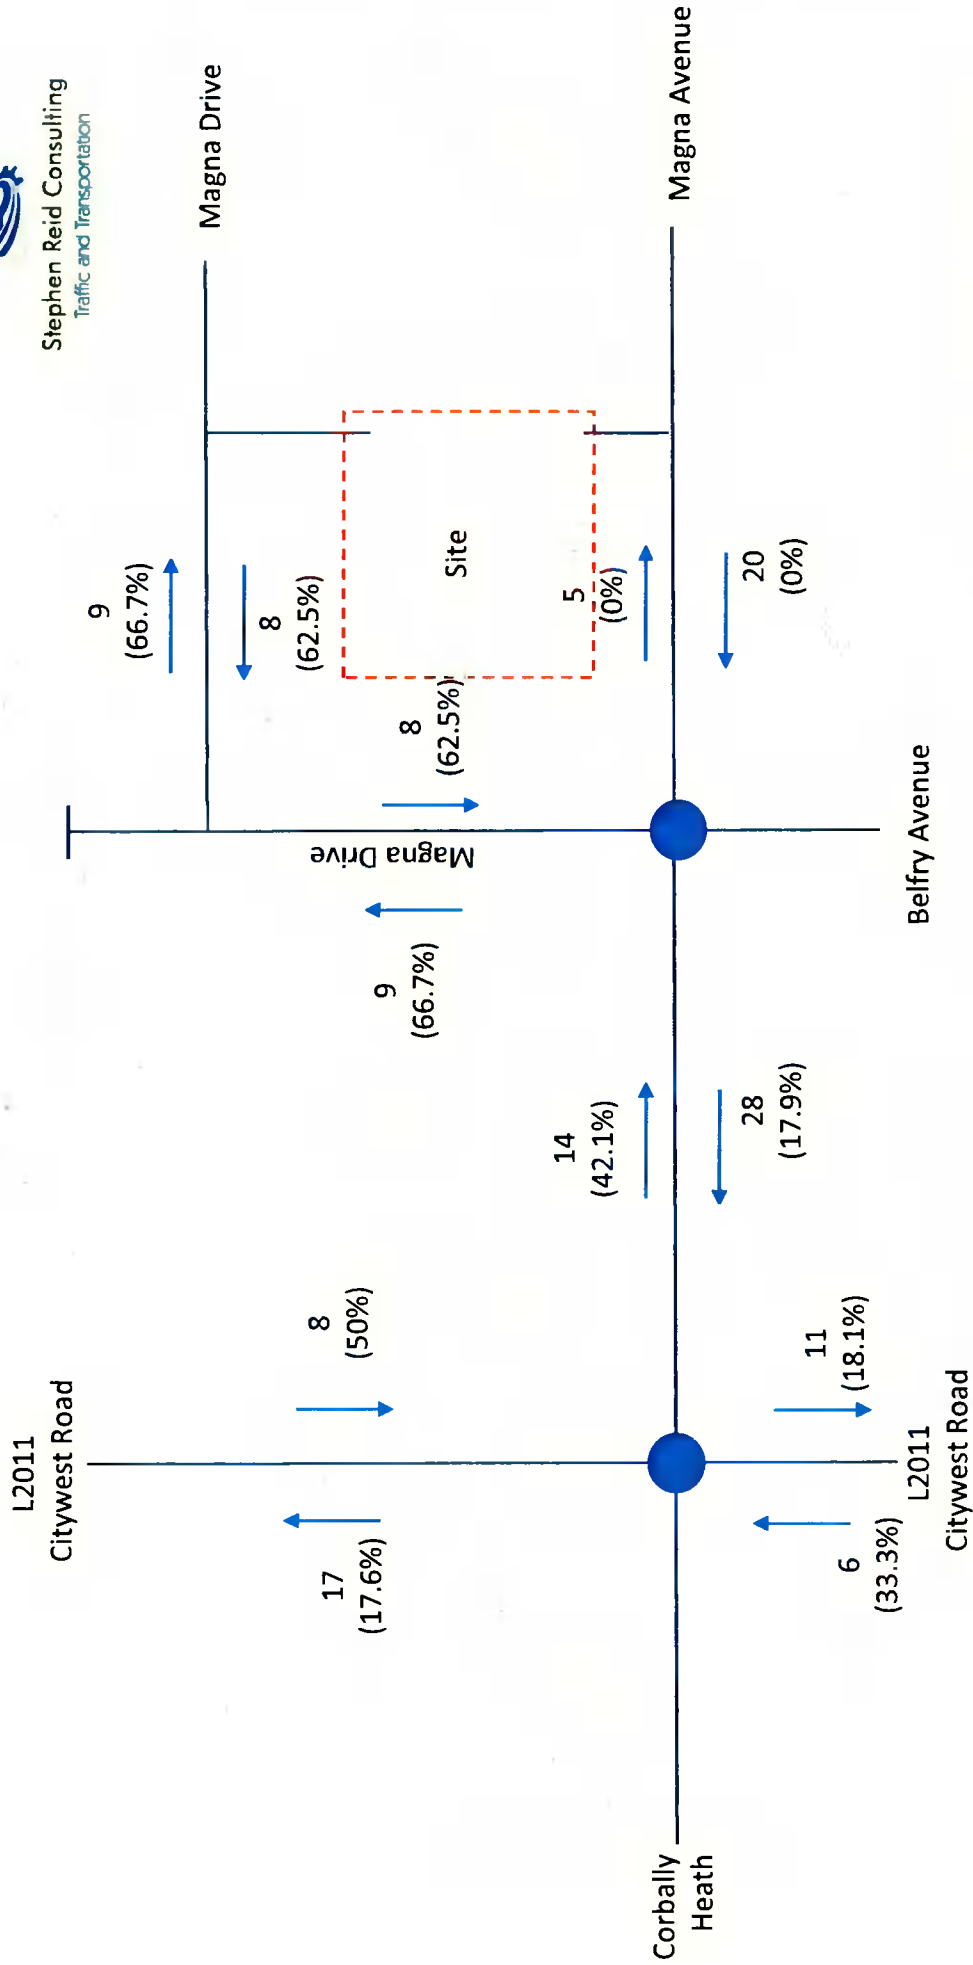 Stephen Reid Consulting
Traffic and Transportation
L2011
Citywest Road
Magna Drive
9
(66.7%)
8
(62.5%)
17
(17.6%)
8
(50%)
9
(66.7%)
Magna Drive
8
(62.5%)
Site
14
(42.1%)
5
(0%)
Corbally
Heath
Magna Avenue
28
(17.9%)
20
(0%)
6
(33.3%)
11
(18.1%)
L2011
Citywest Road
Belfry Avenue